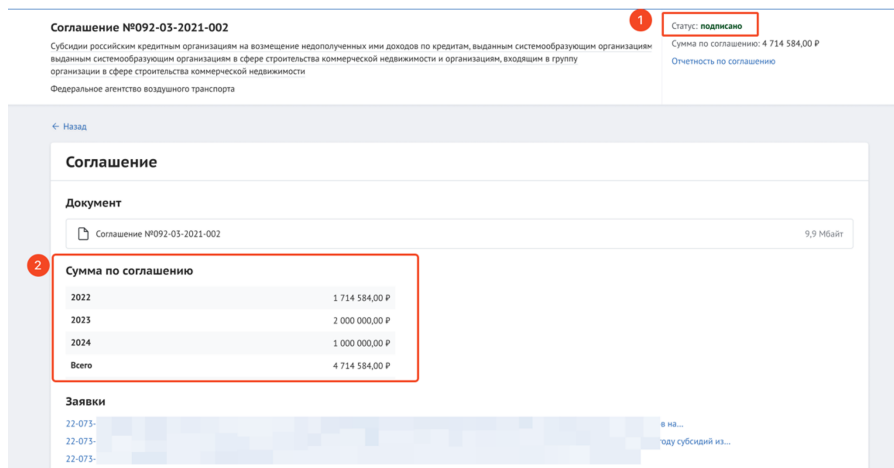 Соглашение №092-03-2021-002
1
Статус: подписано
Субсидии российским кредитным организациям на возмещение недополученных ими доходов по кредитам, выданным системообразующим организациям
Сумма по соглашению: 4 714 584,00 ₽
выданным системообразующим организациям в сфере строительства коммерческой недвижимости и организациям, входящим в группу
Отчетность по соглашению
организации в сфере строительства коммерческой недвижимости
Федеральное агентство воздушного транспорта
← Назад
Соглашение
Документ
Соглашение №092-03-2021-002 9,9 Мбайт
2
Сумма по соглашению
2022 1 714 584,00 ₽
2023 2 000 000,00 ₽
2024 1 000 000,00 ₽
Всего 4 714 584,00 ₽
Заявки
22-073- в на...
22-073- году субсидий из...
22-073-